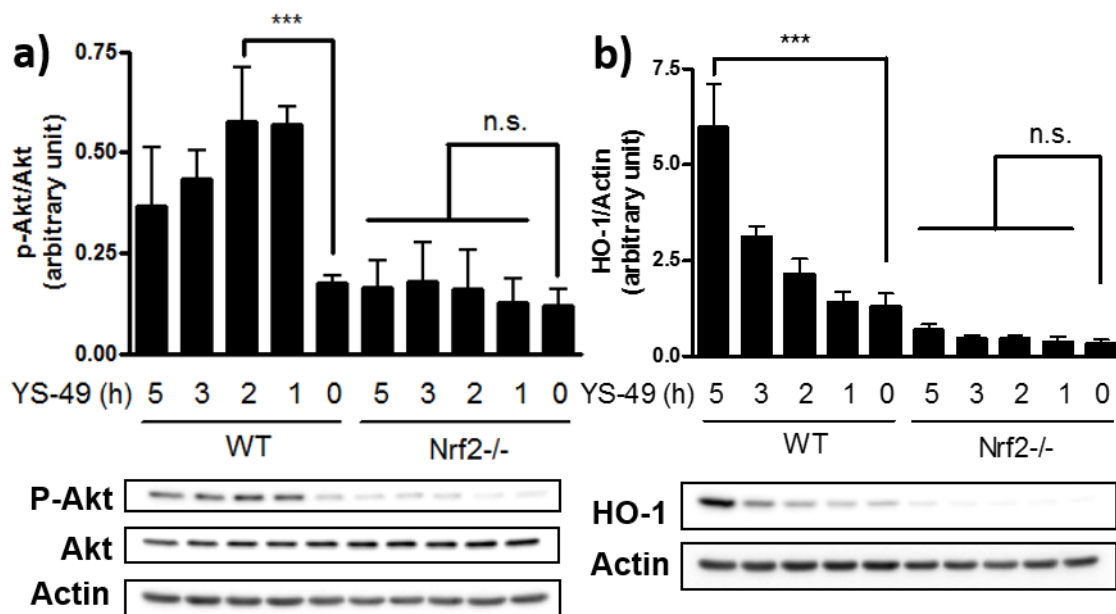 a)
***
n.s.
p-Akt/Akt
(arbitrary unit)
0.75
0.50
0.25
0.00
YS-49 (h) 5 3 2 1 0 5 3 2 1 0
WT Nrf2-/-
P-Akt
Akt
Actin
b)
***
n.s.
HO-1/Actin
(arbitrary unit)
7.5
5.0
2.5
0.0
YS-49 (h) 5 3 2 1 0 5 3 2 1 0
WT Nrf2-/-
HO-1
Actin